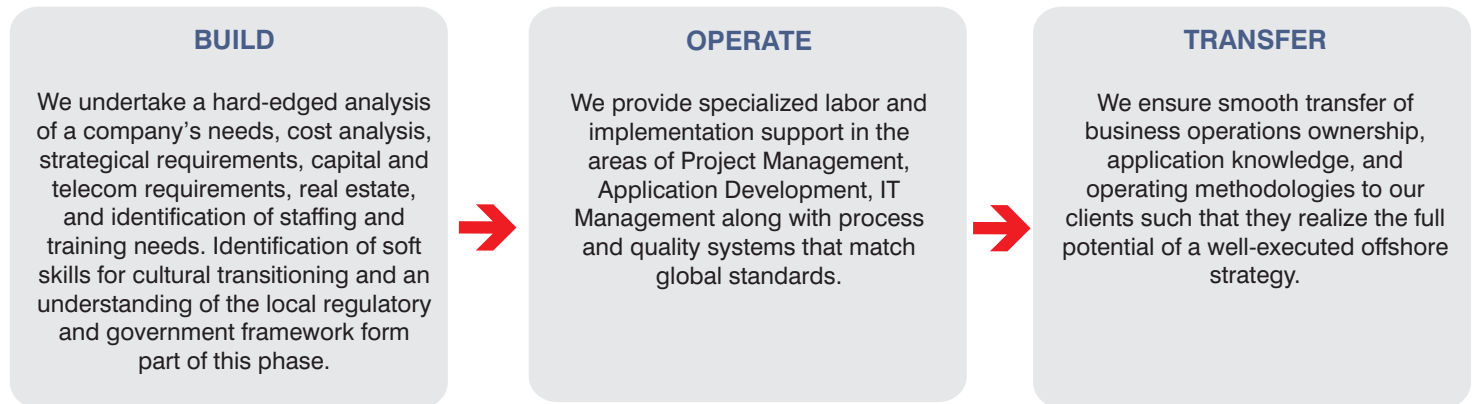 BUILD
We undertake a hard-edged analysis
of a company’s needs, cost analysis,
strategical requirements, capital and
telecom requirements, real estate,
and identification of staffing and
training needs. Identification of soft
skills for cultural transitioning and an
understanding of the local regulatory
and government framework form
part of this phase.
OPERATE
We provide specialized labor and
implementation support in the
areas of Project Management,
Application Development, IT
Management along with process
and quality systems that match
global standards.
TRANSFER
We ensure smooth transfer of
business operations ownership,
application knowledge, and
operating methodologies to our
clients such that they realize the full
potential of a well-executed offshore
strategy.